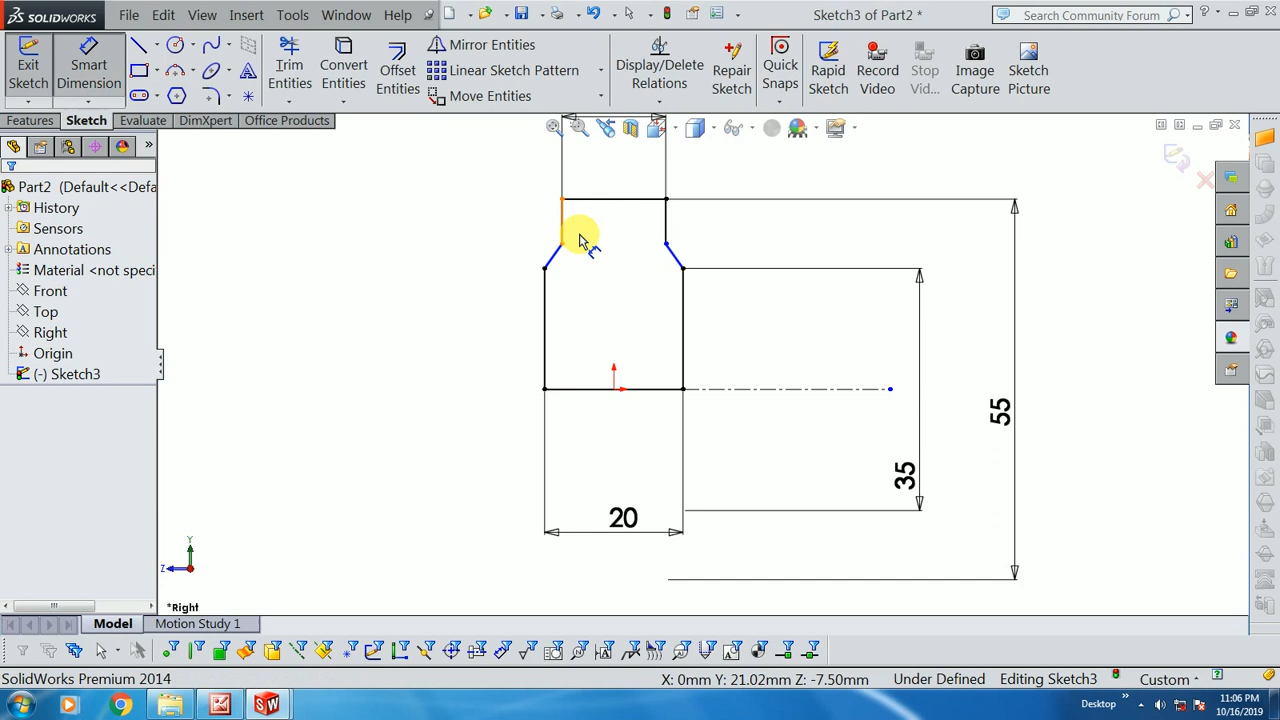 SOLIDWORKS File Edit View Insert Tools Window Help Sketch3 of Part2 * Search Community Forum ?
Exit Sketch
Smart Dimension
Trim Entities
Convert Entities
Offset Entities
Mirror Entities
Linear Sketch Pattern
Move Entities
Display/Delete Relations
Repair Sketch
Quick Snaps
Rapid Sketch
Record Video
Stop Vid...
Image Capture
Sketch Picture
Features Sketch Evaluate DimXpert Office Products
Part2 (Default<<Defa
History
Sensors
Annotations
Material <not speci
Front
Top
Right
Origin
(-) Sketch3
55
35
20
Y
Z
*Right
Model Motion Study 1
SolidWorks Premium 2014 X: 0mm Y: 21.02mm Z: -7.50mm Under Defined Editing Sketch3 Custom
Desktop 11:06 PM
10/16/2019